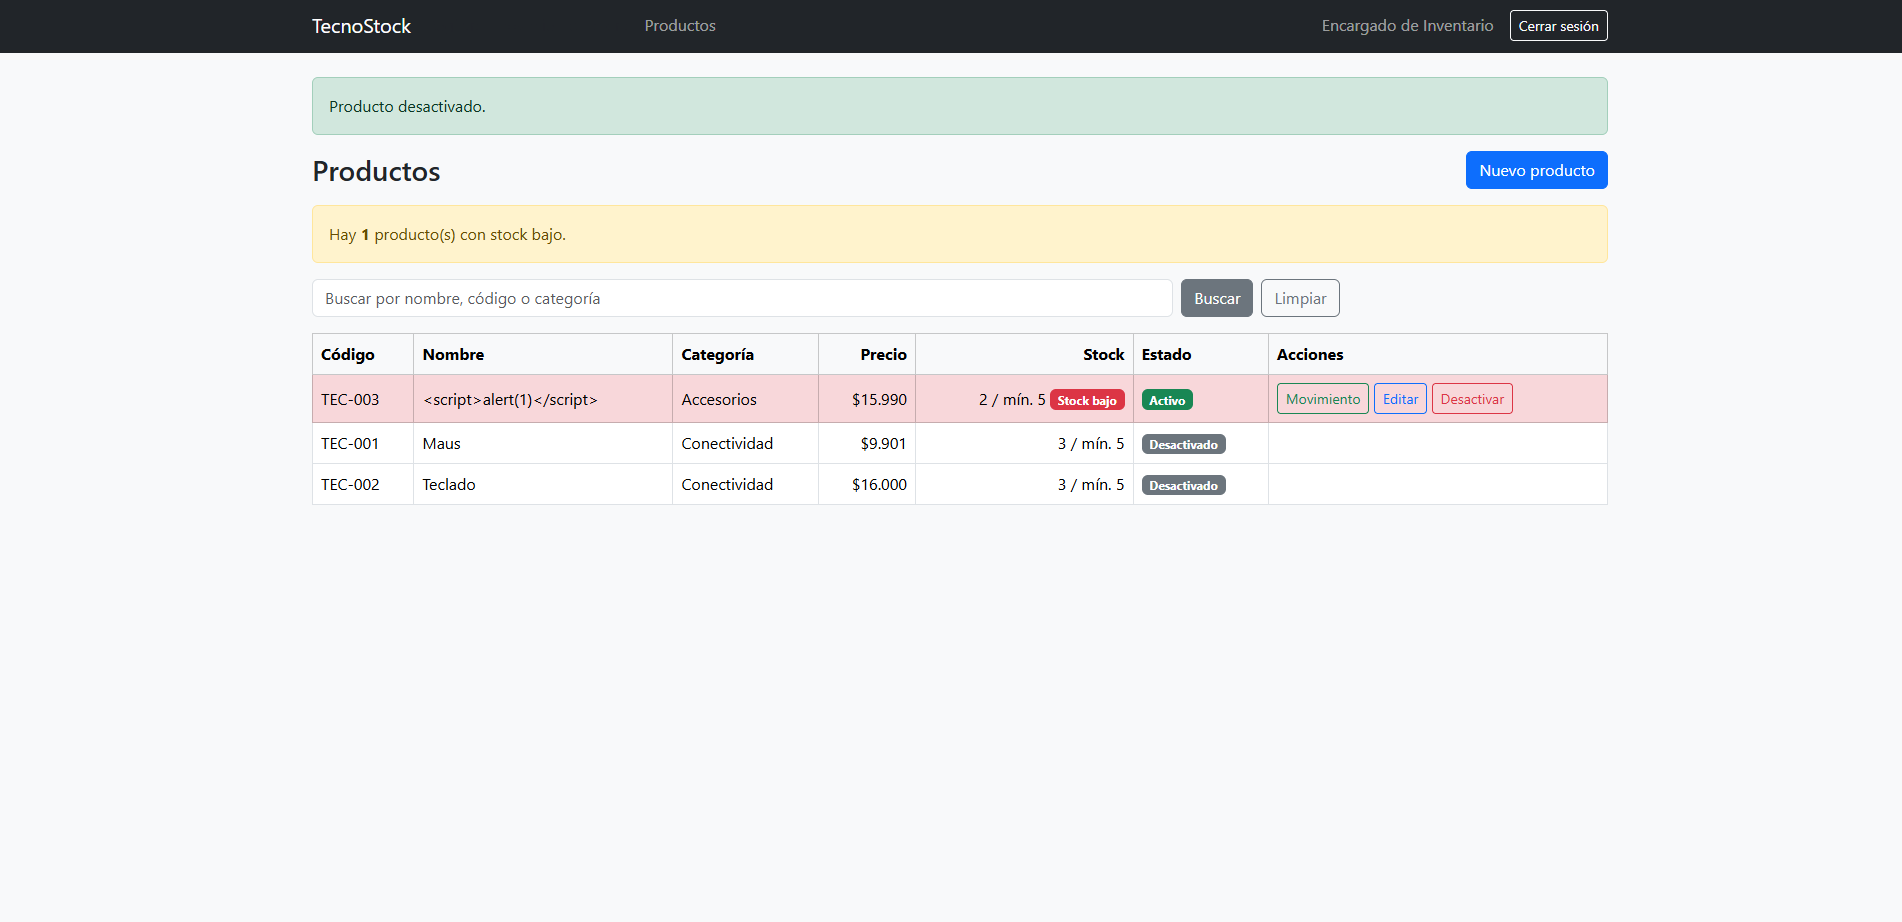 TecnoStock Productos Encargado de Inventario Cerrar sesión
Producto desactivado.
Productos Nuevo producto
Hay 1 producto(s) con stock bajo.
Buscar por nombre, código o categoría Buscar Limpiar
Código Nombre Categoría Precio Stock Estado Acciones
TEC-003 <script>alert(1)</script> Accesorios $15.990 2 / mín. 5 Stock bajo Activo Movimiento Editar Desactivar
TEC-001 Maus Conectividad $9.901 3 / mín. 5 Desactivado
TEC-002 Teclado Conectividad $16.000 3 / mín. 5 Desactivado